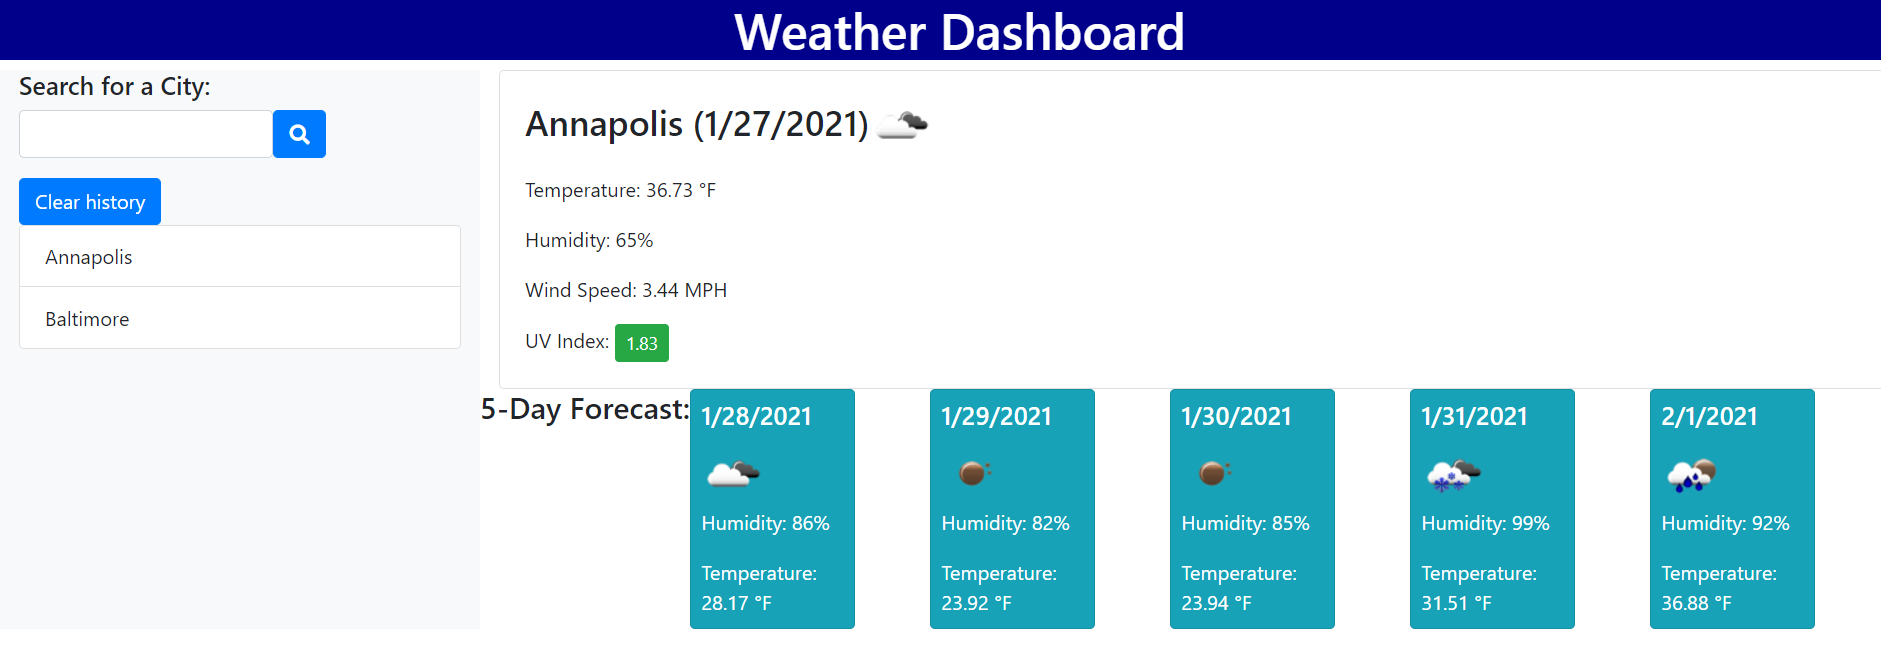 Weather Dashboard
Search for a City:
Clear history
Annapolis
Baltimore
Annapolis (1/27/2021)
Temperature: 36.73 °F
Humidity: 65%
Wind Speed: 3.44 MPH
UV Index: 1.83
5-Day Forecast:
1/28/2021
Humidity: 86%
Temperature:
28.17 °F
1/29/2021
Humidity: 82%
Temperature:
23.92 °F
1/30/2021
Humidity: 85%
Temperature:
23.94 °F
1/31/2021
Humidity: 99%
Temperature:
31.51 °F
2/1/2021
Humidity: 92%
Temperature:
36.88 °F